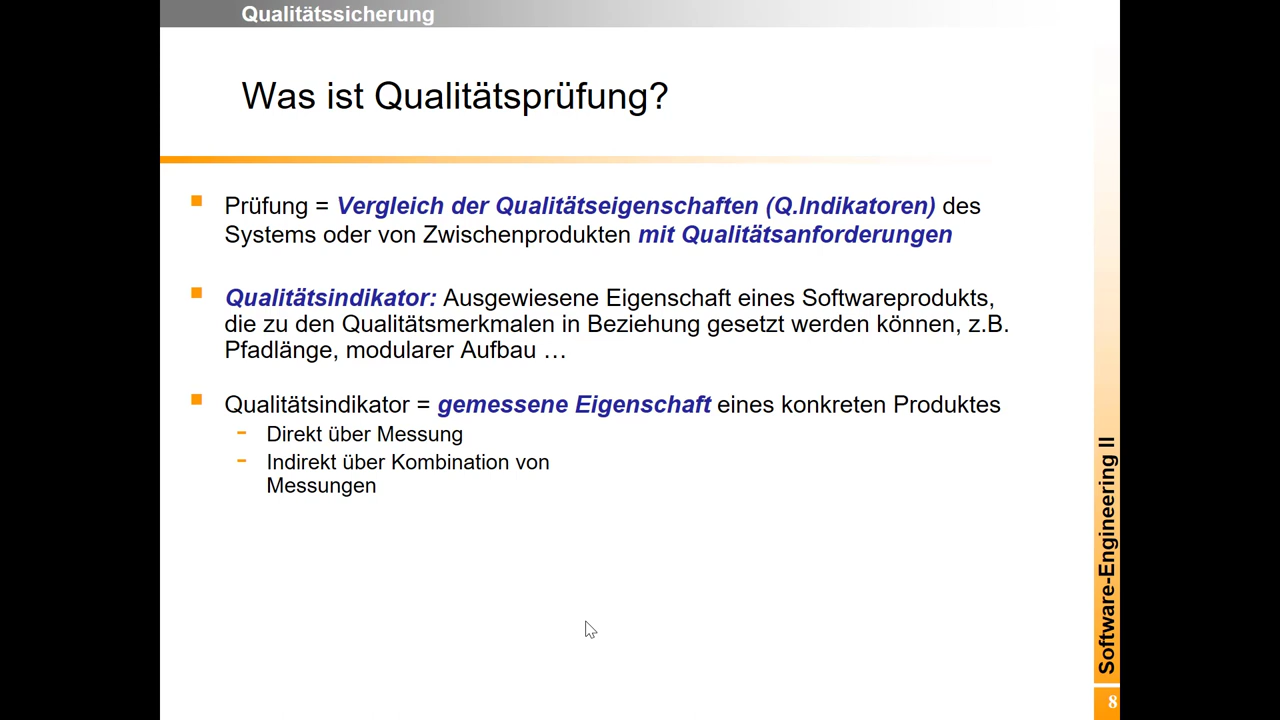 Qualitätssicherung
Was ist Qualitätsprüfung?
Prüfung = Vergleich der Qualitätseigenschaften (Q.Indikatoren) des
Systems oder von Zwischenprodukten mit Qualitätsanforderungen
Qualitätsindikator: Ausgewiesene Eigenschaft eines Softwareprodukts,
die zu den Qualitätsmerkmalen in Beziehung gesetzt werden können, z.B.
Pfadlänge, modularer Aufbau …
Qualitätsindikator = gemessene Eigenschaft eines konkreten Produktes
- Direkt über Messung
- Indirekt über Kombination von
Messungen
Software-Engineering II
8